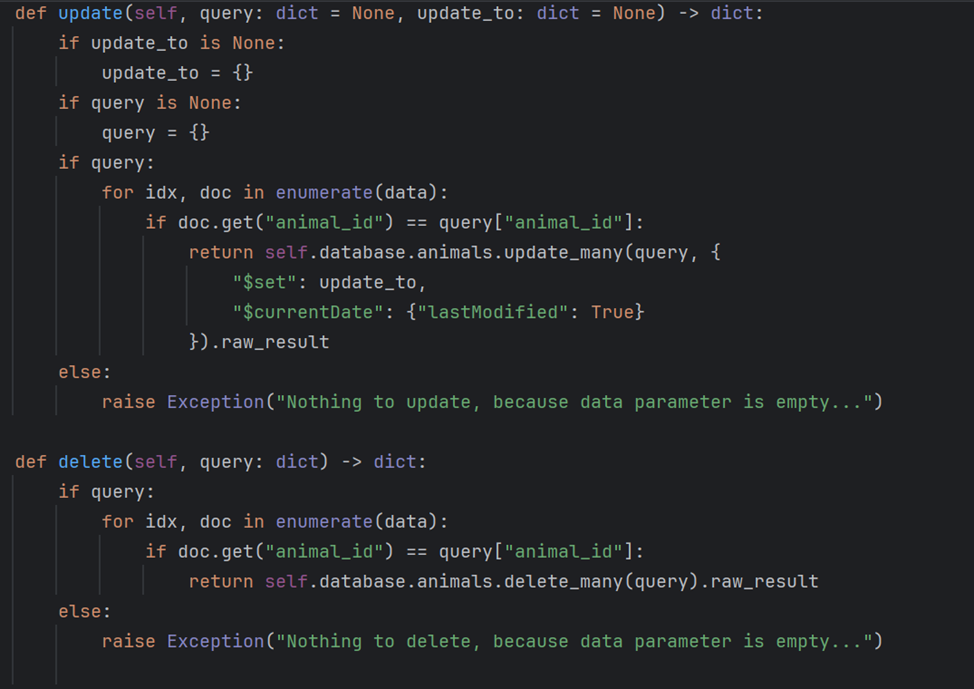 def update(self, query: dict = None, update_to: dict = None) -> dict:
    if update_to is None:
        update_to = {}
    if query is None:
        query = {}
    if query:
        for idx, doc in enumerate(data):
            if doc.get("animal_id") == query["animal_id"]:
                return self.database.animals.update_many(query, {
                    "$set": update_to,
                    "$currentDate": {"lastModified": True}
                }).raw_result
    else:
        raise Exception("Nothing to update, because data parameter is empty...")

def delete(self, query: dict) -> dict:
    if query:
        for idx, doc in enumerate(data):
            if doc.get("animal_id") == query["animal_id"]:
                return self.database.animals.delete_many(query).raw_result
    else:
        raise Exception("Nothing to delete, because data parameter is empty...")